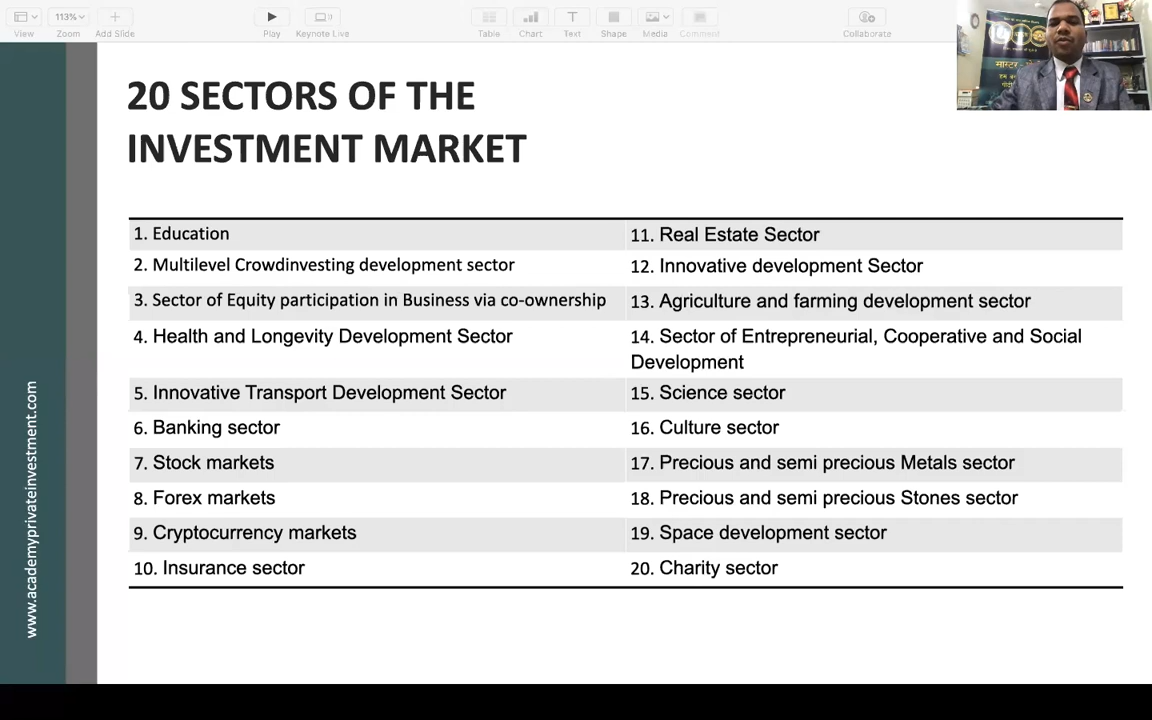 113%
View
Zoom
Add Slide
Play
Keynote Live
Table
Chart
Text
Shape
Media
Comment
Collaborate
20 SECTORS OF THE
INVESTMENT MARKET
1. Education
2. Multilevel Crowdinvesting development sector
3. Sector of Equity participation in Business via co-ownership
4. Health and Longevity Development Sector
5. Innovative Transport Development Sector
6. Banking sector
7. Stock markets
8. Forex markets
9. Cryptocurrency markets
10. Insurance sector
11. Real Estate Sector
12. Innovative development Sector
13. Agriculture and farming development sector
14. Sector of Entrepreneurial, Cooperative and Social
Development
15. Science sector
16. Culture sector
17. Precious and semi precious Metals sector
18. Precious and semi precious Stones sector
19. Space development sector
20. Charity sector
www.academyprivateinvestment.com